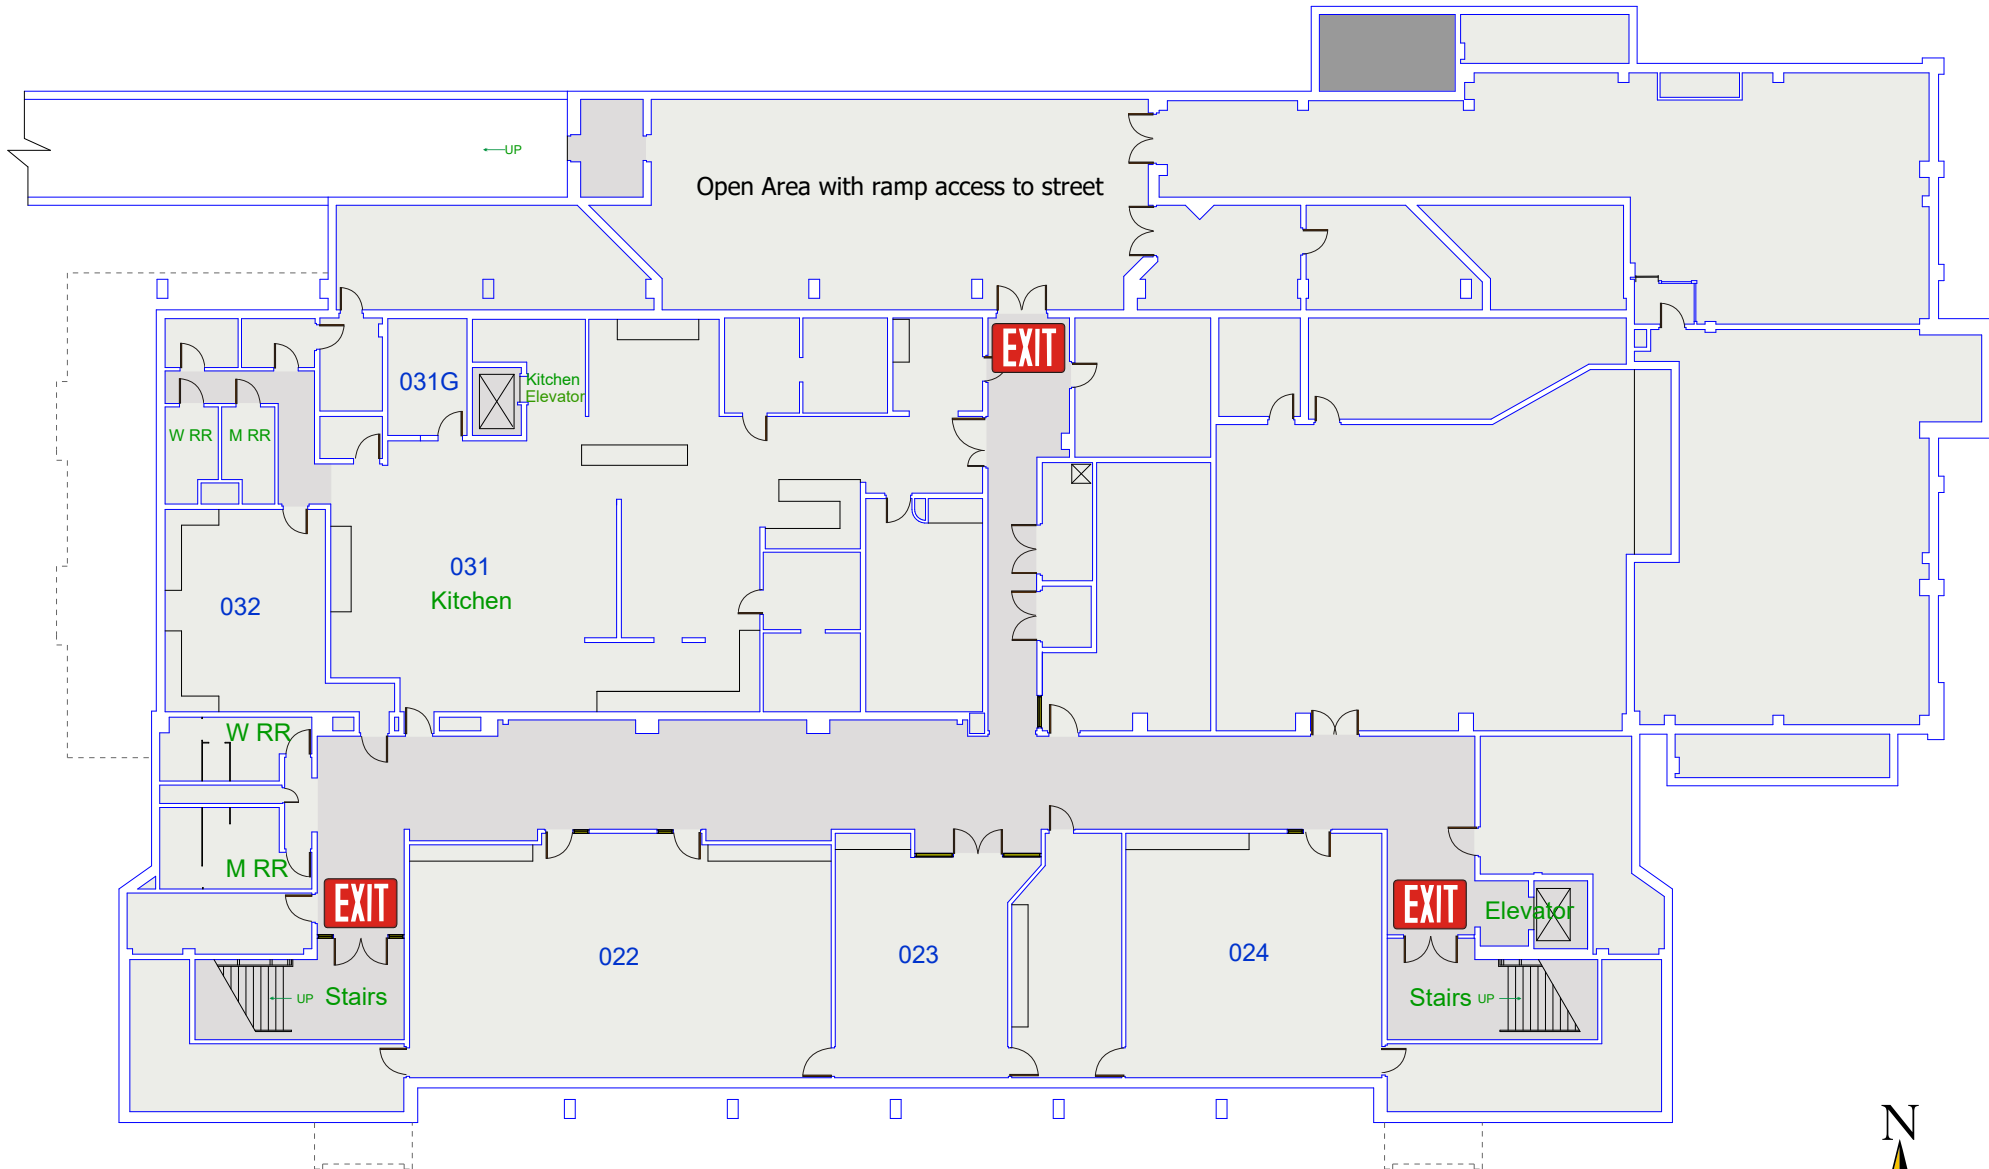 UP
Open Area with ramp access to street
EXIT
031G
Kitchen
Elevator
W RR
M RR
031
Kitchen
032
W RR
M RR
EXIT
EXIT
Elevator
022
023
024
UP
Stairs
Stairs
UP
N